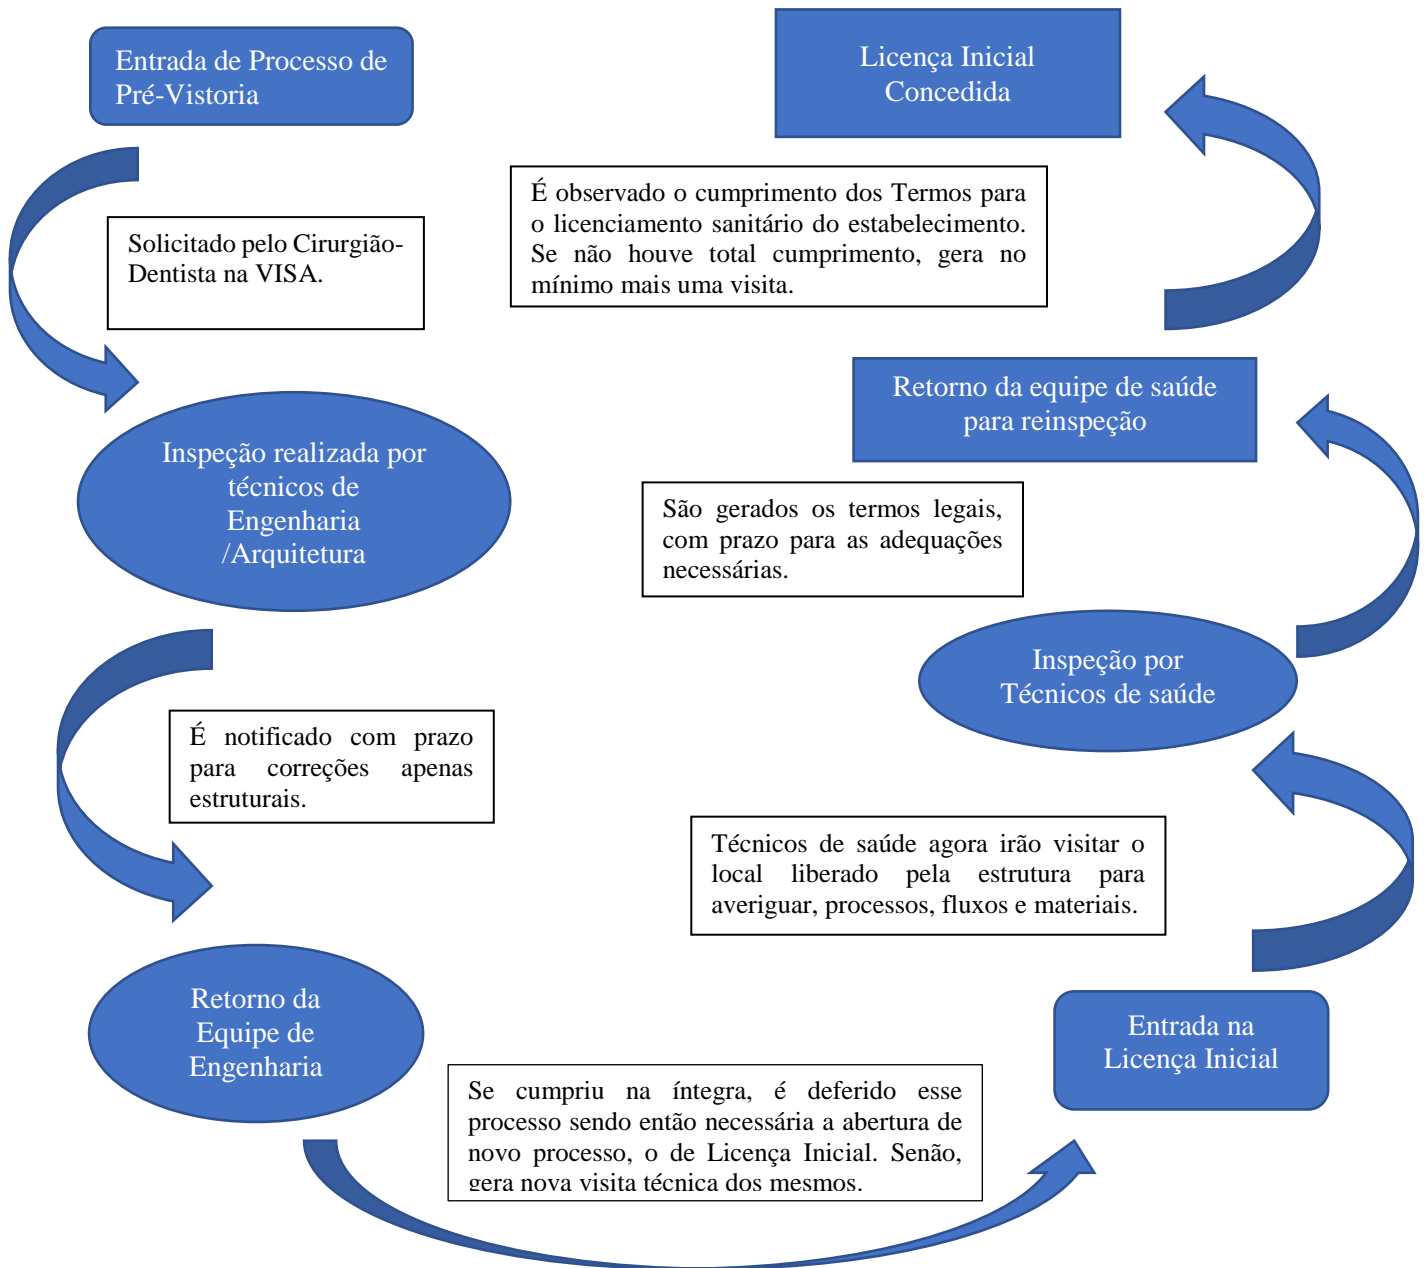 Entrada de Processo de
Pré-Vistoria
Solicitado pelo Cirurgião-
Dentista na VISA.
Inspeção realizada por
técnicos de
Engenharia
/Arquitetura
É notificado com prazo
para correções apenas
estruturais.
Retorno da
Equipe de
Engenharia
Se cumpriu na íntegra, é deferido esse
processo sendo então necessária a abertura de
novo processo, o de Licença Inicial. Senão,
gera nova visita técnica dos mesmos.
Entrada na
Licença Inicial
Técnicos de saúde agora irão visitar o
local liberado pela estrutura para
averiguar, processos, fluxos e materiais.
Inspeção por
Técnicos de saúde
São gerados os termos legais,
com prazo para as adequações
necessárias.
Retorno da equipe de saúde
para reinspeção
É observado o cumprimento dos Termos para
o licenciamento sanitário do estabelecimento.
Se não houve total cumprimento, gera no
mínimo mais uma visita.
Licença Inicial
Concedida